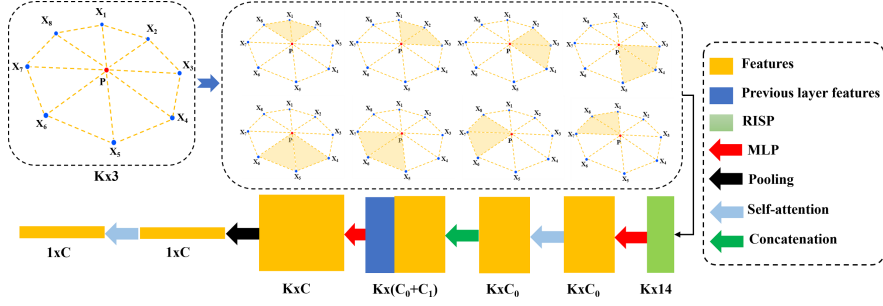 X₁
X₂
X₃
X₄
X₅
X₆
X₇
X₈
P
Kx3
Features
Previous layer features
RISP
MLP
Pooling
Self-attention
Concatenation
1xC
1xC
KxC
Kx(C₀+C₁)
KxC₀
KxC₀
Kx14